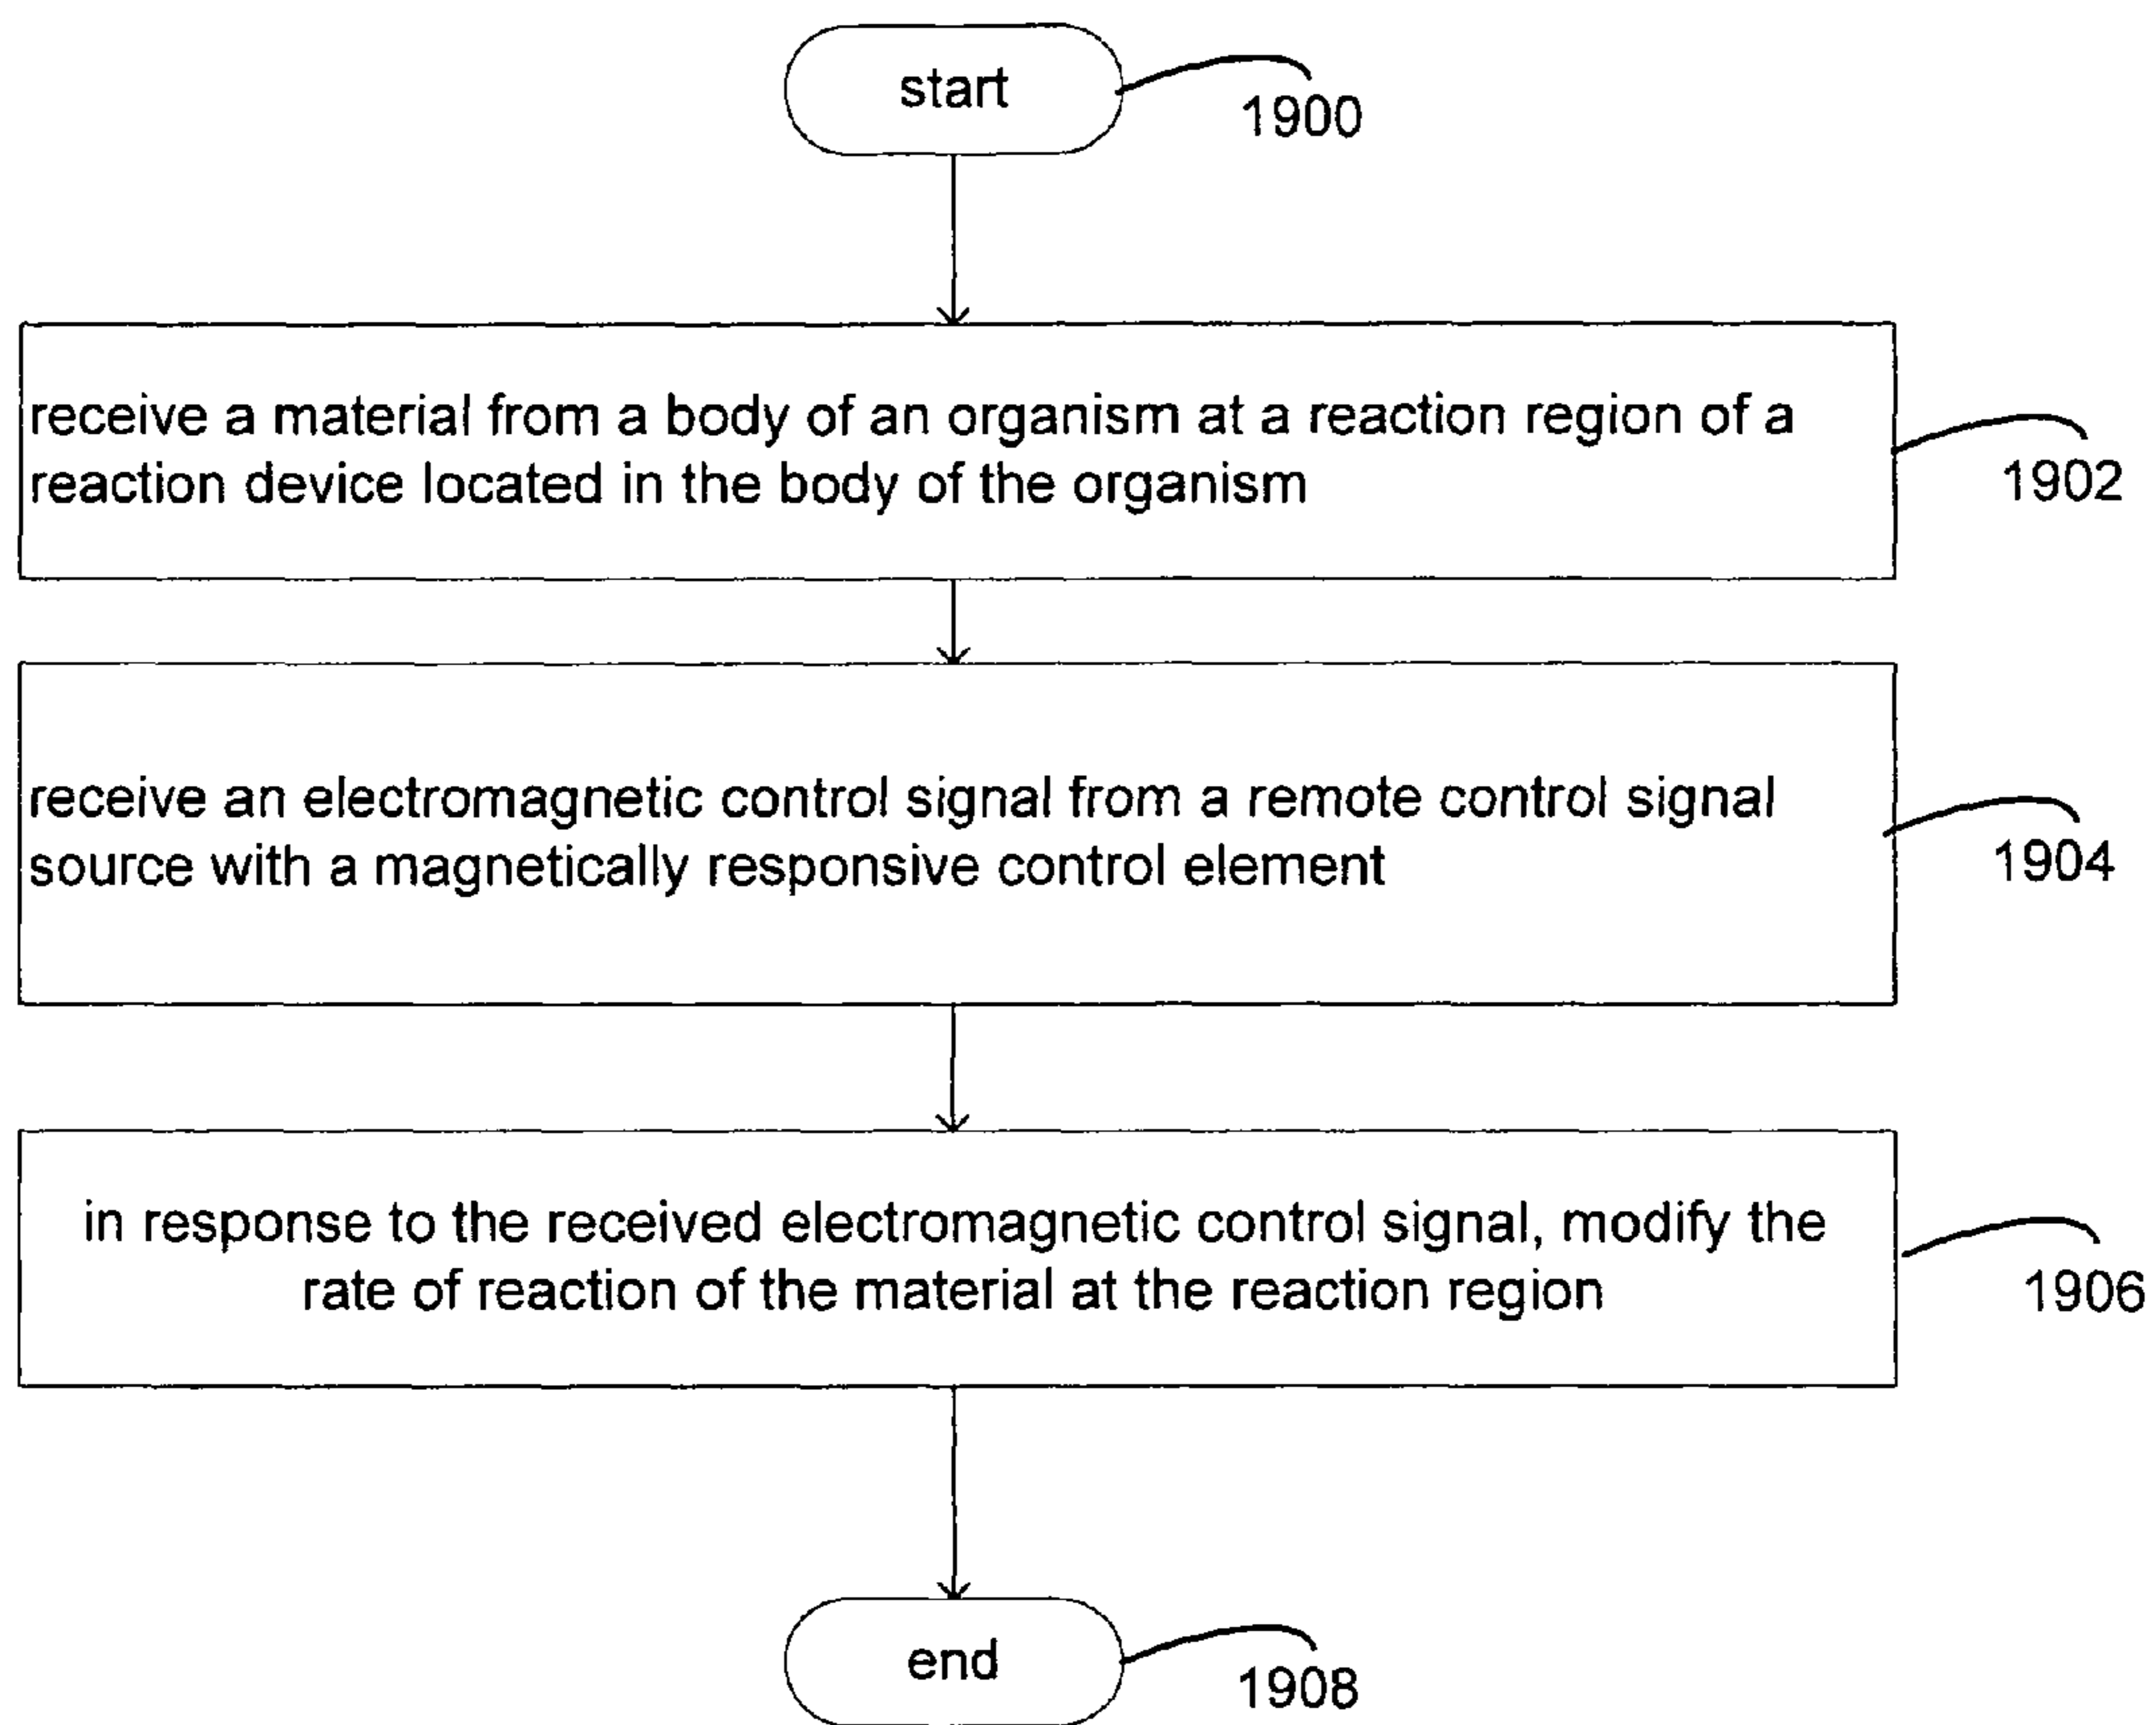 start
1900
receive a material from a body of an organism at a reaction region of a
reaction device located in the body of the organism
1902
receive an electromagnetic control signal from a remote control signal
source with a magnetically responsive control element
1904
in response to the received electromagnetic control signal, modify the
rate of reaction of the material at the reaction region
1906
end
1908